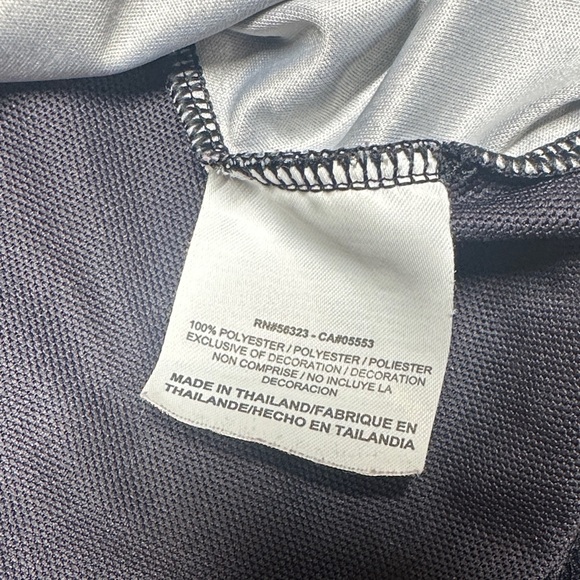 RN#56323 - CA#05553
100% POLYESTER / POLYESTER / POLIESTER
EXCLUSIVE OF DECORATION / DECORATION
NON COMPRISE / NO INCLUYE LA
DECORACION
MADE IN THAILAND/FABRIQUE EN
THAILANDE/HECHO EN TAILANDIA